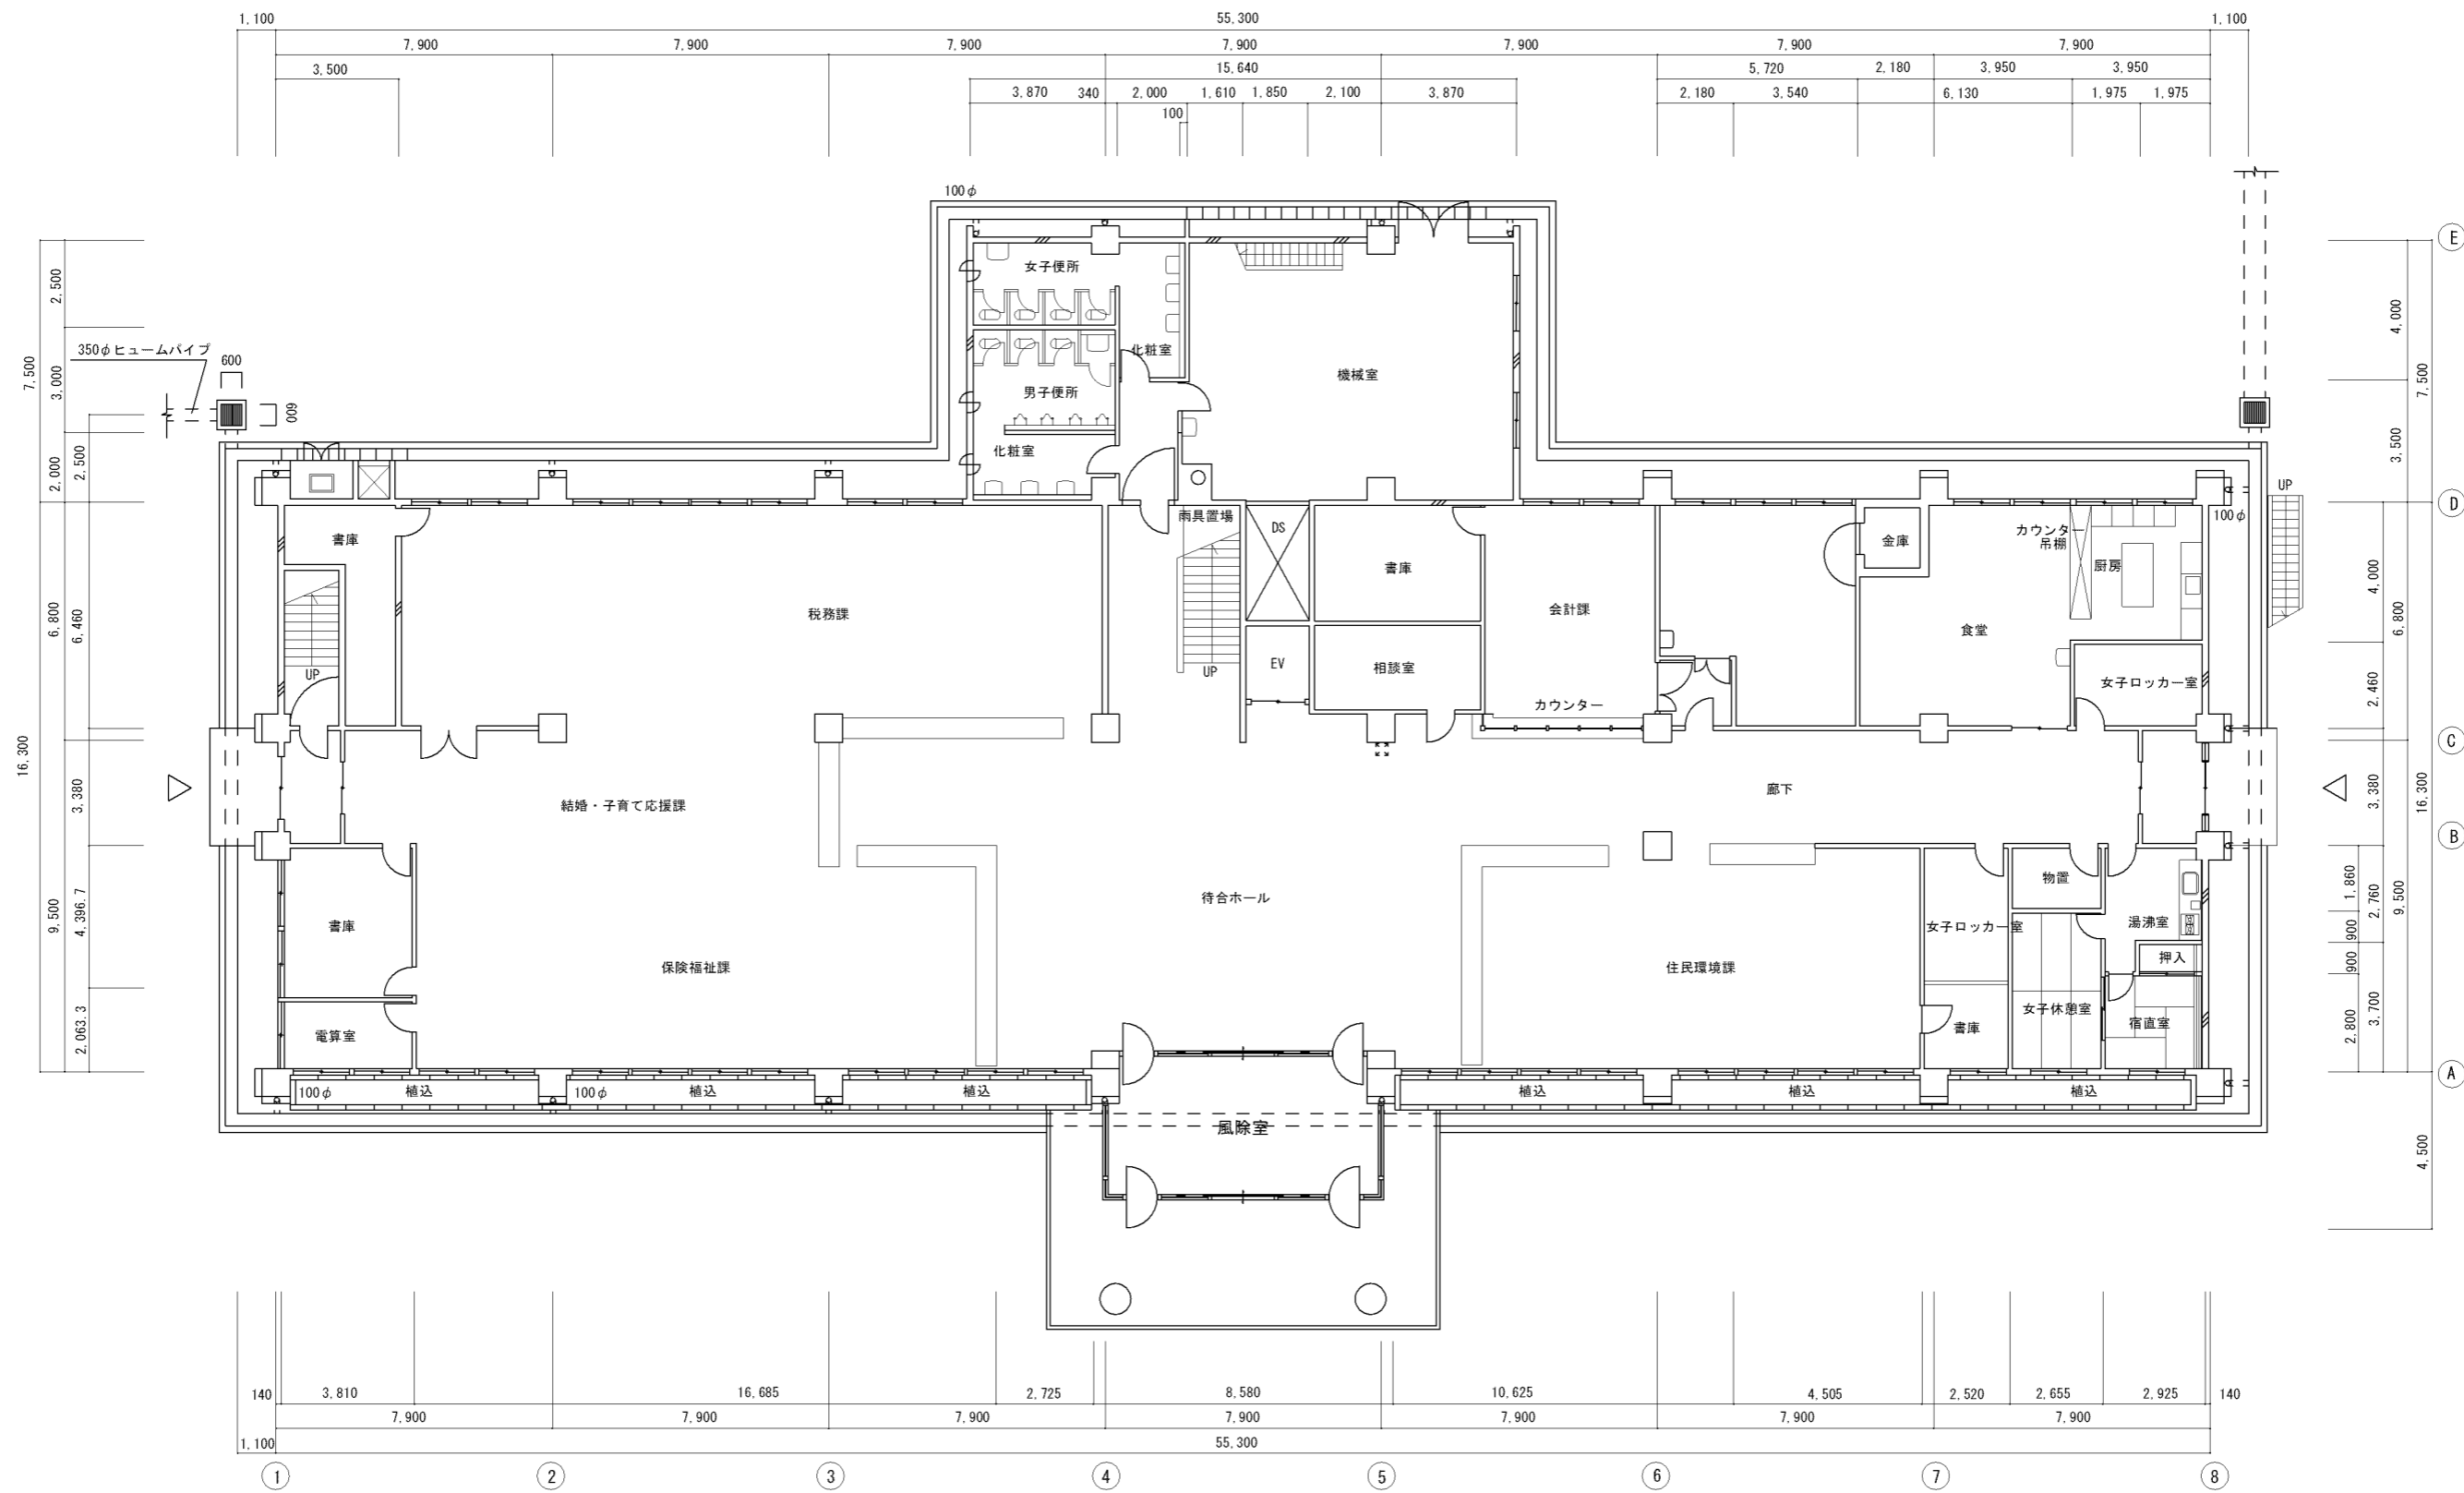 1,100 55,300 1,100
7,900 7,900 7,900 7,900 7,900 7,900 7,900
3,500 15,640 5,720 2,180 3,950 3,950
3,870 340 2,000 1,610 1,850 2,100 3,870 2,180 3,540 6,130 1,975 1,975
100
100φ
E
女子便所
2,500
4,000
350φヒュームパイプ
600
化粧室
機械室
7,500
3,000
男子便所
7,500
600
化粧室
2,000
2,500
3,500
UP
D
100φ
書庫
雨具置場
DS
金庫
カウンター
吊棚
書庫
厨房
4,000
税務課
会計課
6,800
6,460
食堂
6,800
UP
UP
EV
相談室
女子ロッカー室
2,460
カウンター
C
16,300
3,380
結婚・子育て応援課
廊下
3,380
16,300
B
書庫
待合ホール
物置
女子ロッカー室
湯沸室
1,860
2,760
9,500
4,396.7
9,500
900
保険福祉課
住民環境課
押入
900
電算室
書庫
女子休憩室
宿直室
2,063.3
2,800
3,700
A
100φ
植込
100φ
植込
植込
植込
植込
植込
風除室
4,500
140 3,810 16,685 2,725 8,580 10,625 4,505 2,520 2,655 2,925 140
7,900 7,900 7,900 7,900 7,900 7,900 7,900
1,100 55,300
1 2 3 4 5 6 7 8